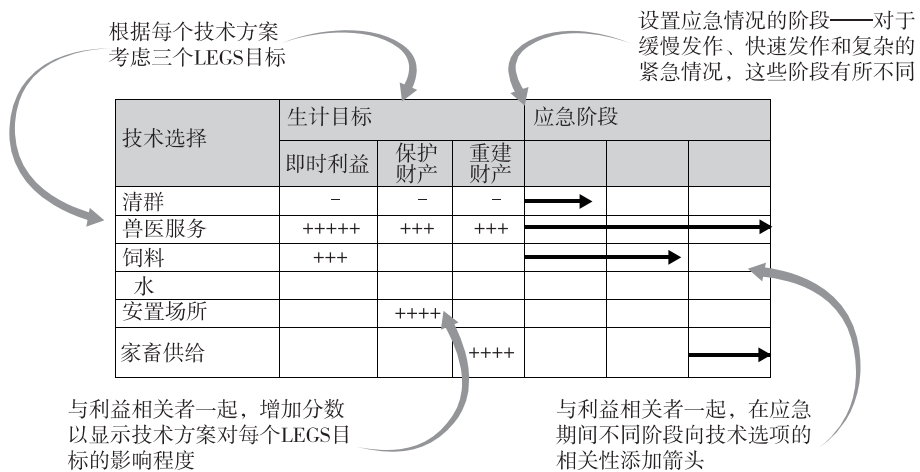 根据每个技术方案
考虑三个LEGS目标
设置应急情况的阶段——对于
缓慢发作、快速发作和复杂的
紧急情况，这些阶段有所不同
技术选择
生计目标
应急阶段
即时利益
保护
财产
重建
财产
清群 − − −
兽医服务 +++++ +++ +++
饲料 +++
水
安置场所 ++++
家畜供给 ++++
与利益相关者一起，增加分数
以显示技术方案对每个LEGS目
标的影响程度
与利益相关者一起，在应急
期间不同阶段向技术选项的
相关性添加箭头